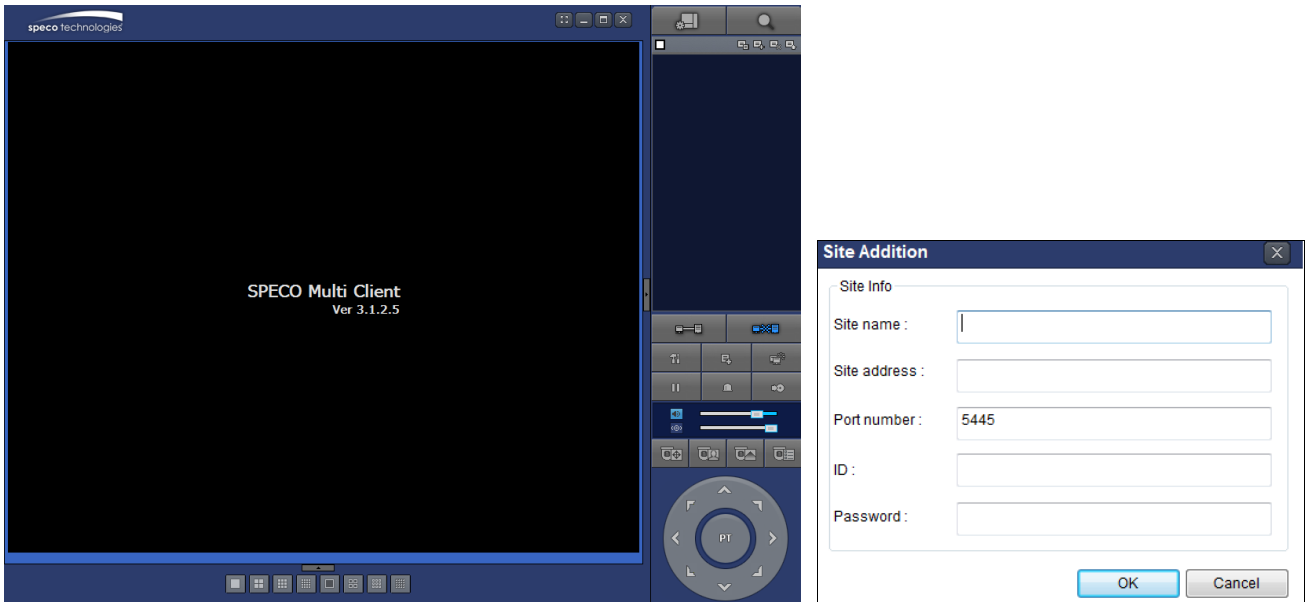 speco technologies
SPECO Multi Client
Ver 3.1.2.5
PT
Site Addition
Site Info
Site name :
Site address :
Port number :
5445
ID :
Password :
OK
Cancel